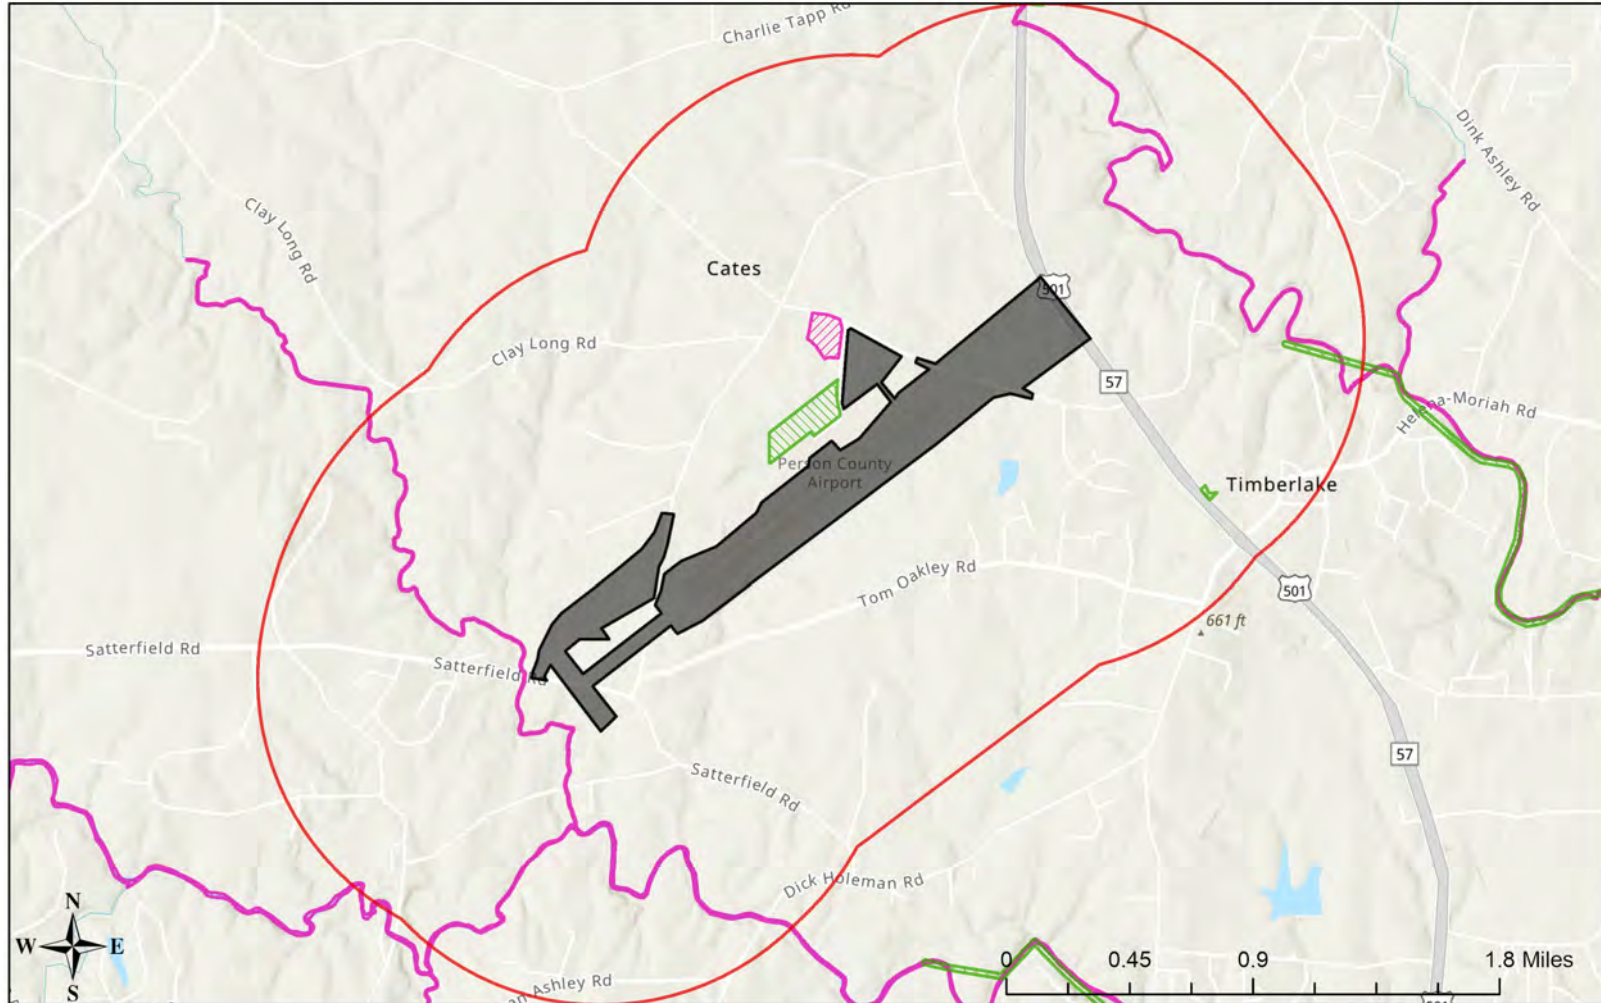 Charlie Tapp Rd
Dink Ashley Rd
Clay Long Rd
Cates
501
Clay Long Rd
57
Helena-Moriah Rd
Person County
Airport
Timberlake
Tom Oakley Rd
501
661 ft
Satterfield Rd
Satterfield Rd
57
Satterfield Rd
Dick Holeman Rd
N
W E
S
0 0.45 0.9 1.8 Miles
an Ashley Rd